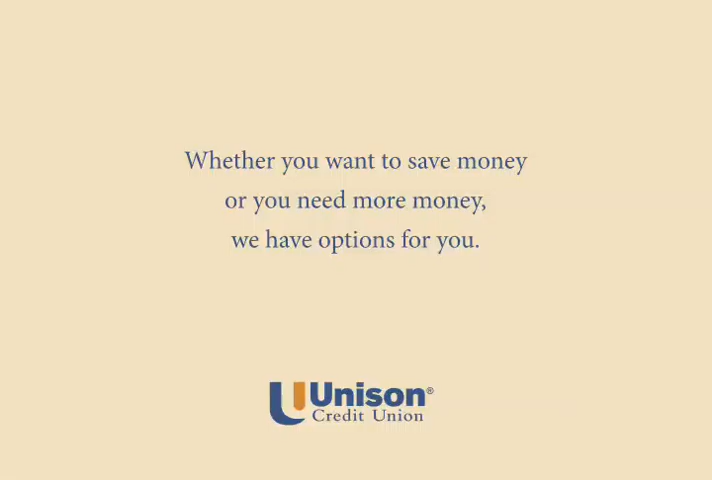 Whether you want to save money
or you need more money,
we have options for you.
Unison®
Credit Union